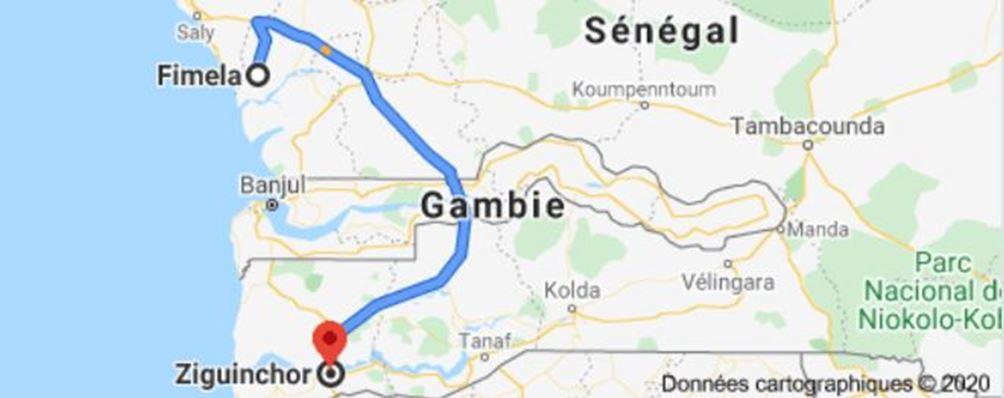 Sénégal
Saly
Fimela
Koumpenntoum
Tambacounda
Banjul
Gambie
Manda
Parc
Nacional d
Niokolo-Kol
Vélingara
Kolda
Tanaf
Ziguinchor
Données cartographiques © 2020